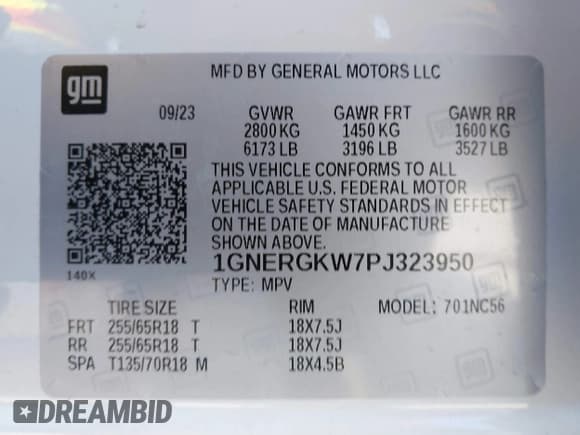 gm
MFD BY GENERAL MOTORS LLC
09/23 GVWR GAWR FRT GAWR RR
2800 KG 1450 KG 1600 KG
6173 LB 3196 LB 3527 LB
THIS VEHICLE CONFORMS TO ALL
APPLICABLE U.S. FEDERAL MOTOR
VEHICLE SAFETY STANDARDS IN EFFECT
ON THE DATE OF MANUFACTURE
SHOWN ABOVE.
140X
1GNERGKW7PJ323950
TYPE: MPV
TIRE SIZE RIM MODEL: 701NC56
FRT 255/65R18 T 18X7.5J
RR 255/65R18 T 18X7.5J
SPA T135/70R18 M 18X4.5B
DREAMBID